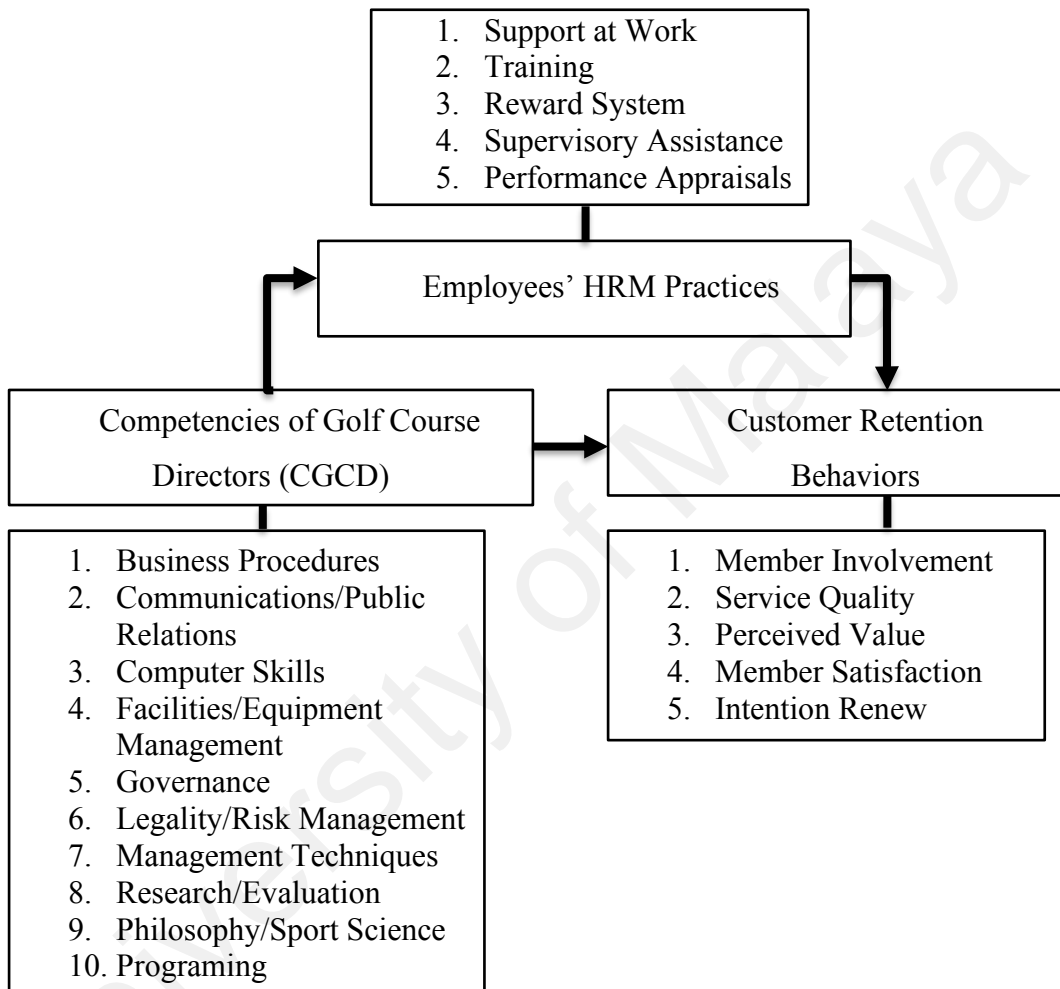 1. Support at Work
2. Training
3. Reward System
4. Supervisory Assistance
5. Performance Appraisals
Employees’ HRM Practices
Competencies of Golf Course
Directors (CGCD)
Customer Retention
Behaviors
1. Business Procedures
2. Communications/Public
Relations
3. Computer Skills
4. Facilities/Equipment
Management
5. Governance
6. Legality/Risk Management
7. Management Techniques
8. Research/Evaluation
9. Philosophy/Sport Science
10. Programing
1. Member Involvement
2. Service Quality
3. Perceived Value
4. Member Satisfaction
5. Intention Renew
University of Malaya